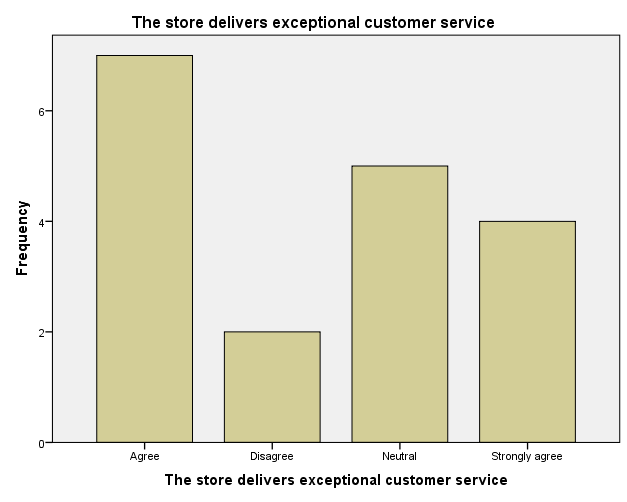 The store delivers exceptional customer service
Frequency
6
4
2
0
Agree
Disagree
Neutral
Strongly agree
The store delivers exceptional customer service